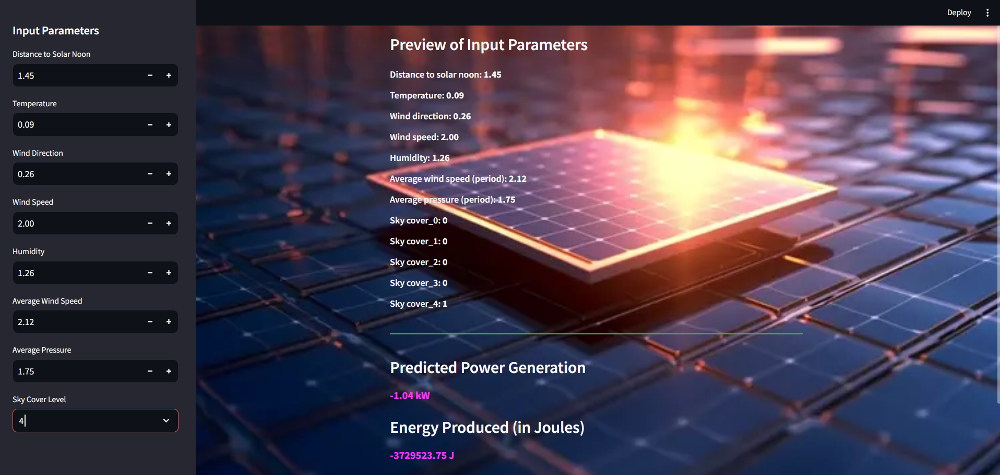 Deploy
Input Parameters
Distance to Solar Noon
1.45
Temperature
0.09
Wind Direction
0.26
Wind Speed
2.00
Humidity
1.26
Average Wind Speed
2.12
Average Pressure
1.75
Sky Cover Level
4
Preview of Input Parameters
Distance to solar noon: 1.45
Temperature: 0.09
Wind direction: 0.26
Wind speed: 2.00
Humidity: 1.26
Average wind speed (period): 2.12
Average pressure (period): 1.75
Sky cover_0: 0
Sky cover_1: 0
Sky cover_2: 0
Sky cover_3: 0
Sky cover_4: 1
Predicted Power Generation
-1.04 kW
Energy Produced (in Joules)
-3729523.75 J